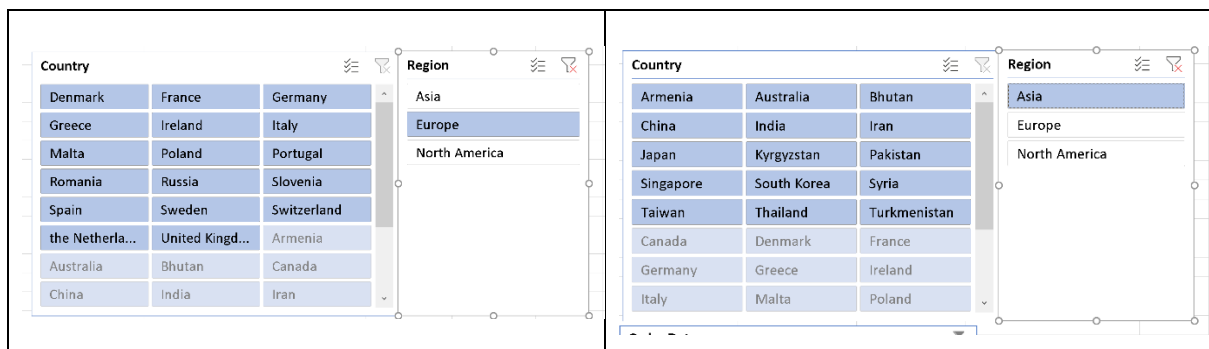 Country
Denmark France Germany
Greece Ireland Italy
Malta Poland Portugal
Romania Russia Slovenia
Spain Sweden Switzerland
the Netherla... United Kingd... Armenia
Australia Bhutan Canada
China India Iran
Region
Asia
Europe
North America
Country
Armenia Australia Bhutan
China India Iran
Japan Kyrgyzstan Pakistan
Singapore South Korea Syria
Taiwan Thailand Turkmenistan
Canada Denmark France
Germany Greece Ireland
Italy Malta Poland
Region
Asia
Europe
North America